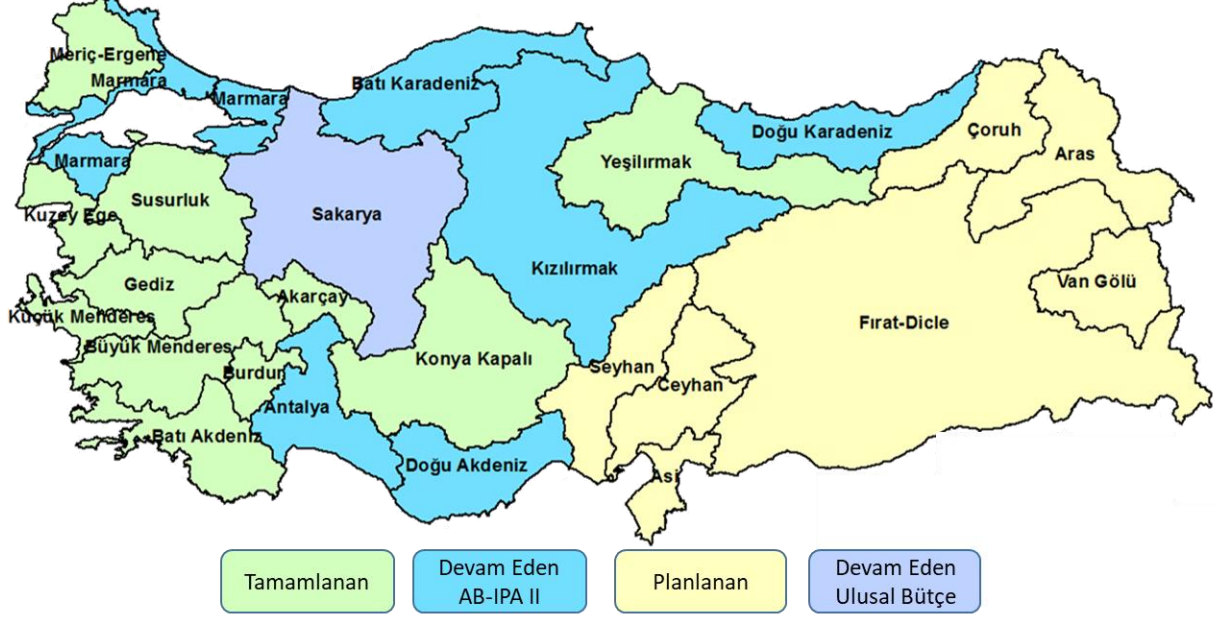 Meriç-Ergene
Marmara
Marmara
Batı Karadeniz
Doğu Karadeniz
Çoruh
Aras
Marmara
Yeşilırmak
Susurluk
Kuzey Ege
Sakarya
Kızılırmak
Gediz
Akarçay
Van Gölü
Küçük Menderes
Fırat-Dicle
Büyük Menderes
Konya Kapalı
Burdur
Seyhan
Ceyhan
Antalya
Batı Akdeniz
Doğu Akdeniz
Asi
Tamamlanan
Devam Eden
AB-IPA II
Planlanan
Devam Eden
Ulusal Bütçe